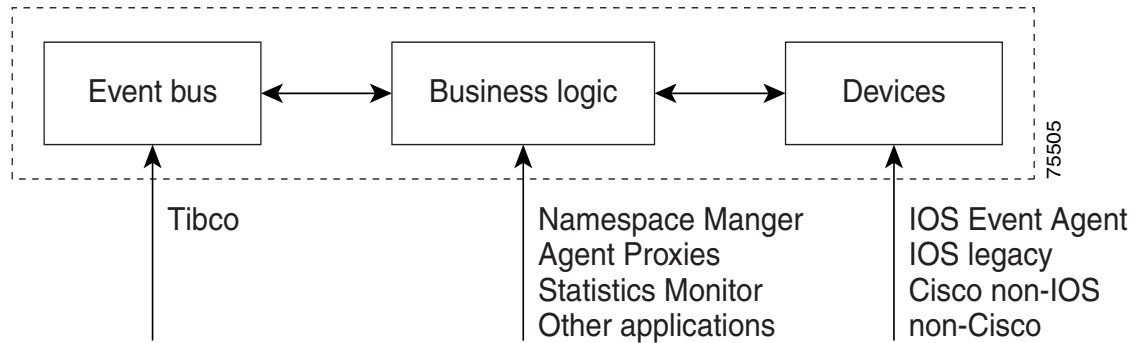 Event bus
Business logic
Devices
75505
Tibco
Namespace Manger
Agent Proxies
Statistics Monitor
Other applications
IOS Event Agent
IOS legacy
Cisco non-IOS
non-Cisco